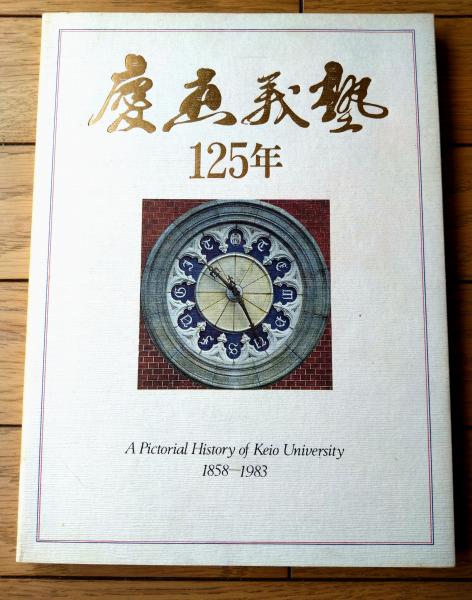 慶應義塾
125年
A Pictorial History of Keio University
1858—1983